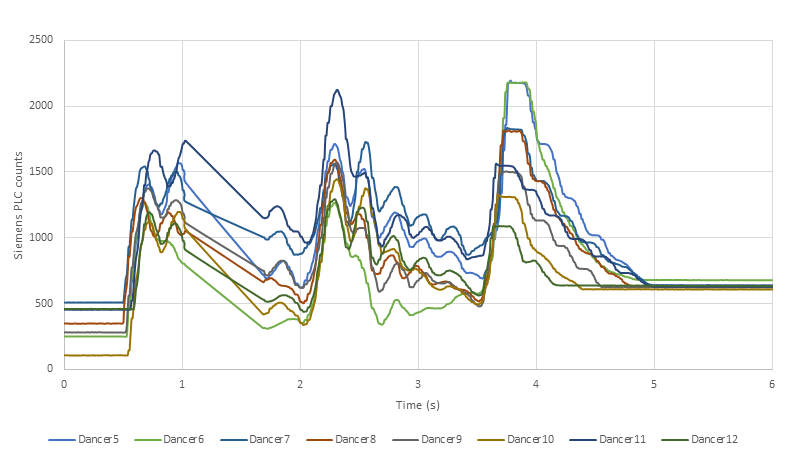 2500
2000
1500
1000
500
0
Siemens PLC counts
0 1 2 3 4 5 6
Time (s)
Dancer5 Dancer6 Dancer7 Dancer8 Dancer9 Dancer10 Dancer11 Dancer12